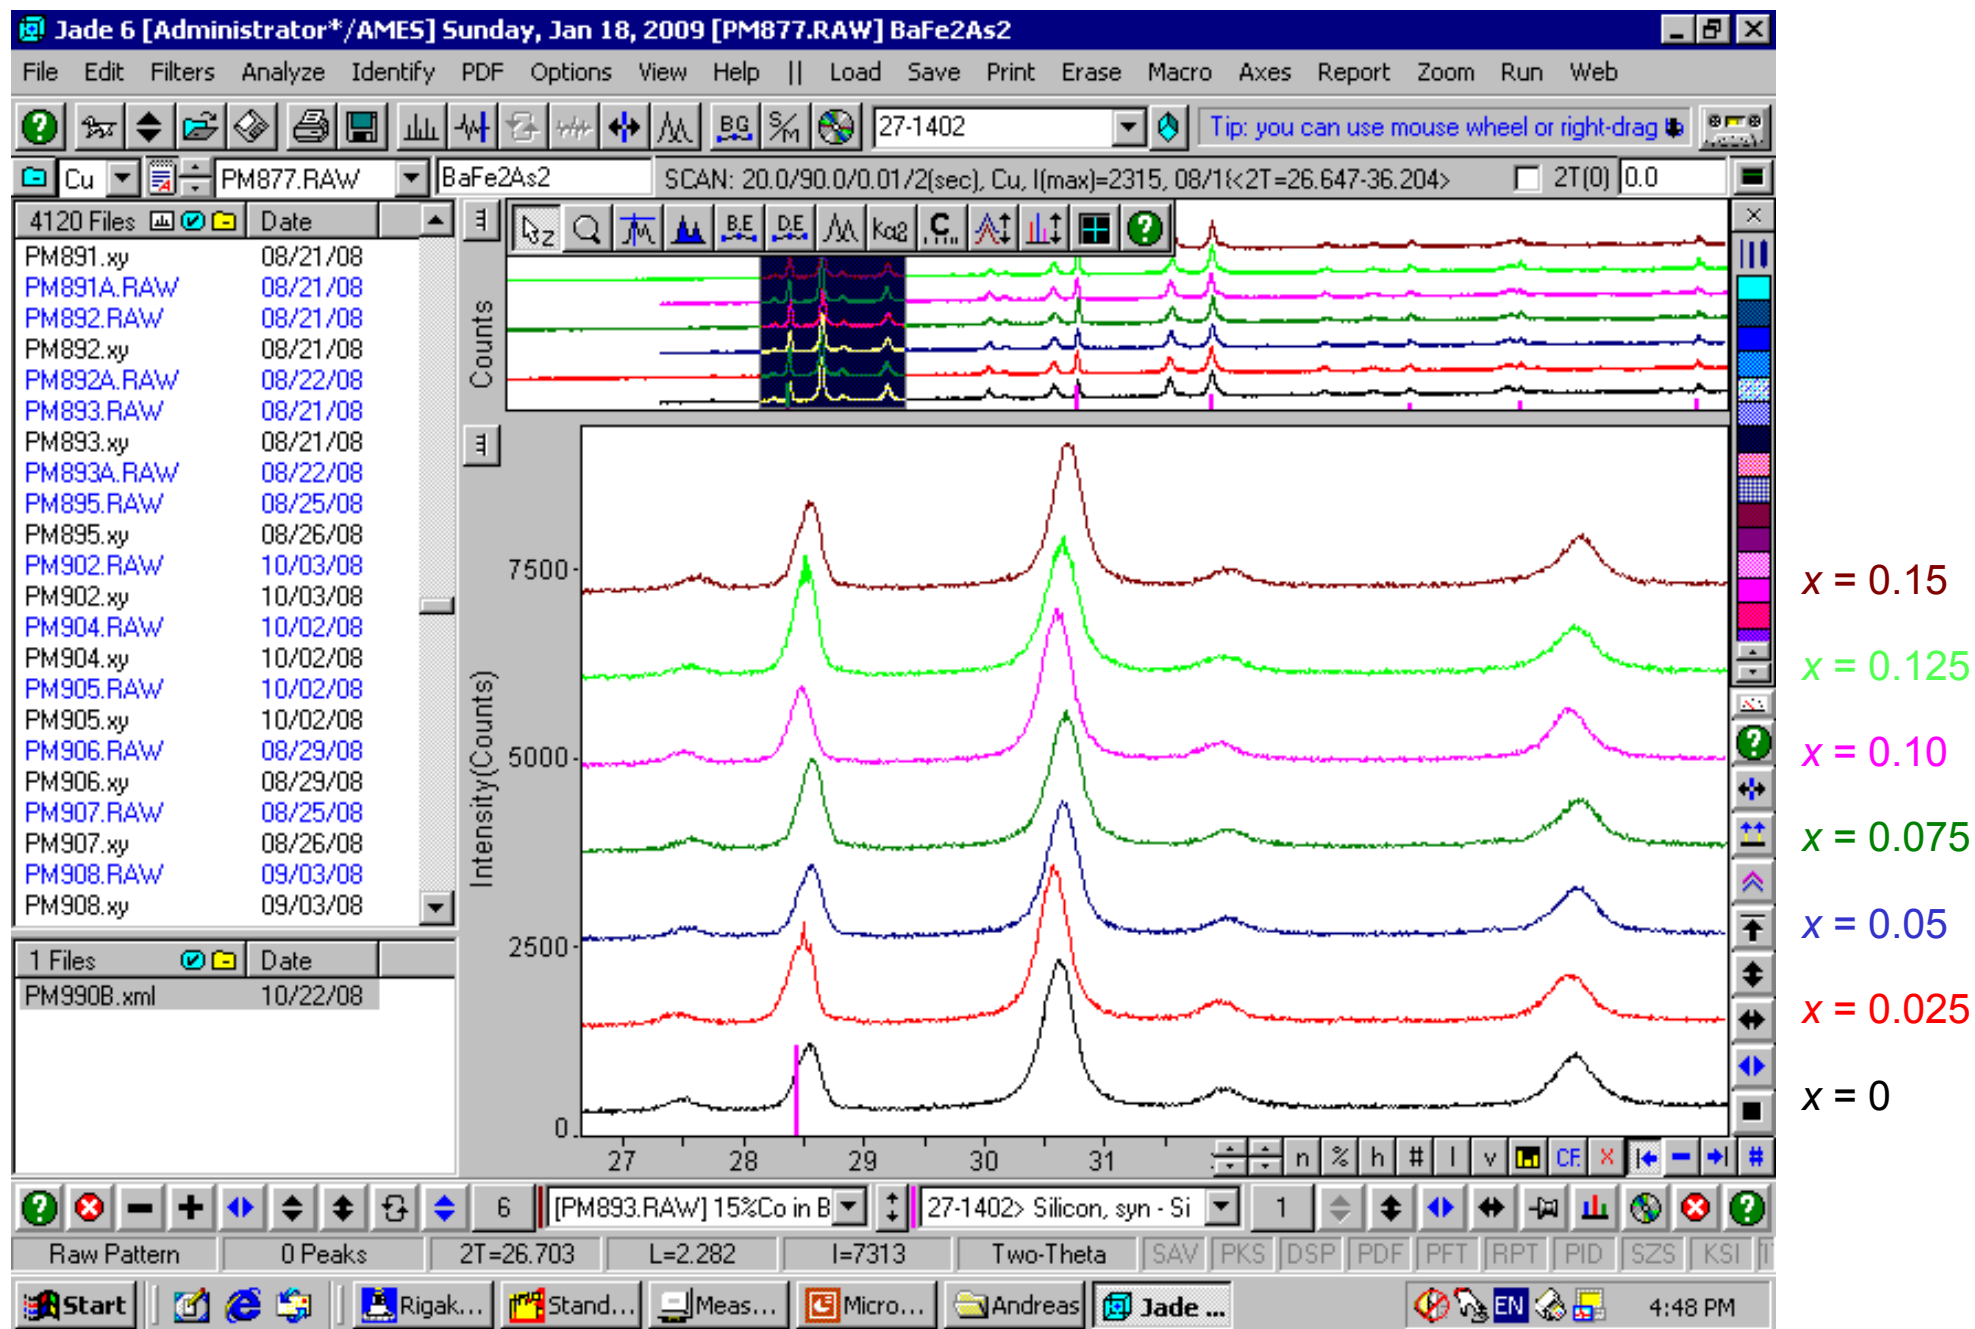 Jade 6 [Administrator*/AMES] Sunday, Jan 18, 2009 [PM877.RAW] BaFe2As2
File Edit Filters Analyze Identify PDF Options View Help || Load Save Print Erase Macro Axes Report Zoom Run Web
BG S/M 27-1402 Tip: you can use mouse wheel or right-drag
Cu PM877.RAW BaFe2As2 SCAN: 20.0/90.0/0.01/2(sec), Cu, I(max)=2315, 08/1 <2T=26.647-36.204> 2T(0) 0.0
4120 Files Date
PM891.xy 08/21/08
PM891A.RAW 08/21/08
PM892.RAW 08/21/08
PM892.xy 08/21/08
PM892A.RAW 08/22/08
PM893.RAW 08/21/08
PM893.xy 08/21/08
PM893A.RAW 08/22/08
PM895.RAW 08/25/08
PM895.xy 08/26/08
PM902.RAW 10/03/08
PM902.xy 10/03/08
PM904.RAW 10/02/08
PM904.xy 10/02/08
PM905.RAW 10/02/08
PM905.xy 10/02/08
PM906.RAW 08/29/08
PM906.xy 08/29/08
PM907.RAW 08/25/08
PM907.xy 08/26/08
PM908.RAW 09/03/08
PM908.xy 09/03/08
1 Files Date
PM990B.xml 10/22/08
Z B.E. D.E. kα2 C
Counts
Intensity(Counts)
7500
5000
2500
0
27 28 29 30 31
n % h # l v CF. X #
x = 0.15
x = 0.125
x = 0.10
x = 0.075
x = 0.05
x = 0.025
x = 0
6 [PM893.RAW] 15%Co in B 27-1402> Silicon, syn - Si 1
Raw Pattern 0 Peaks 2T=26.703 L=2.282 I=7313 Two-Theta SAV PKS DSP PDF PFT RPT PID SZS KSI
Start Rigak... Stand... Meas... Micro... Andreas Jade ... EN 4:48 PM